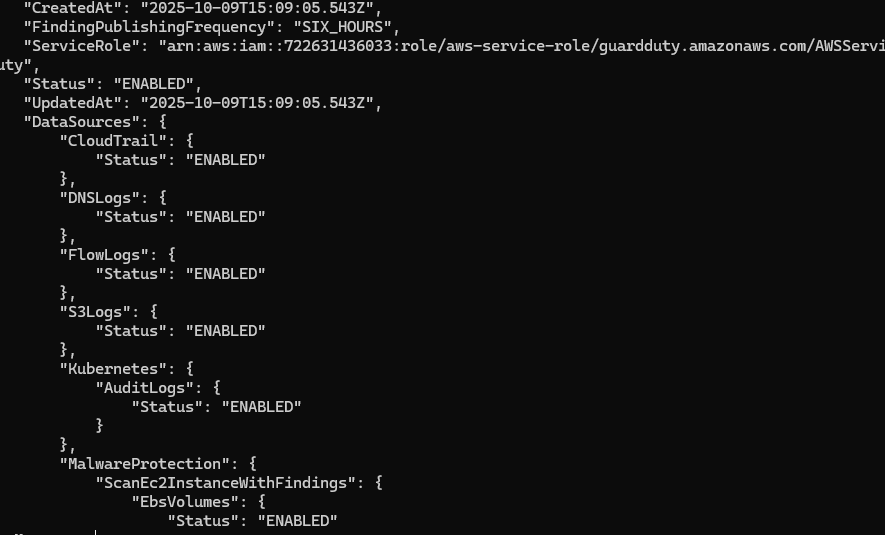 "CreatedAt": "2025-10-09T15:09:05.543Z",
"FindingPublishingFrequency": "SIX_HOURS",
"ServiceRole": "arn:aws:iam::722631436033:role/aws-service-role/guardduty.amazonaws.com/AWSServi
uty",
"Status": "ENABLED",
"UpdatedAt": "2025-10-09T15:09:05.543Z",
"DataSources": {
"CloudTrail": {
"Status": "ENABLED"
},
"DNSLogs": {
"Status": "ENABLED"
},
"FlowLogs": {
"Status": "ENABLED"
},
"S3Logs": {
"Status": "ENABLED"
},
"Kubernetes": {
"AuditLogs": {
"Status": "ENABLED"
}
},
"MalwareProtection": {
"ScanEc2InstanceWithFindings": {
"EbsVolumes": {
"Status": "ENABLED"